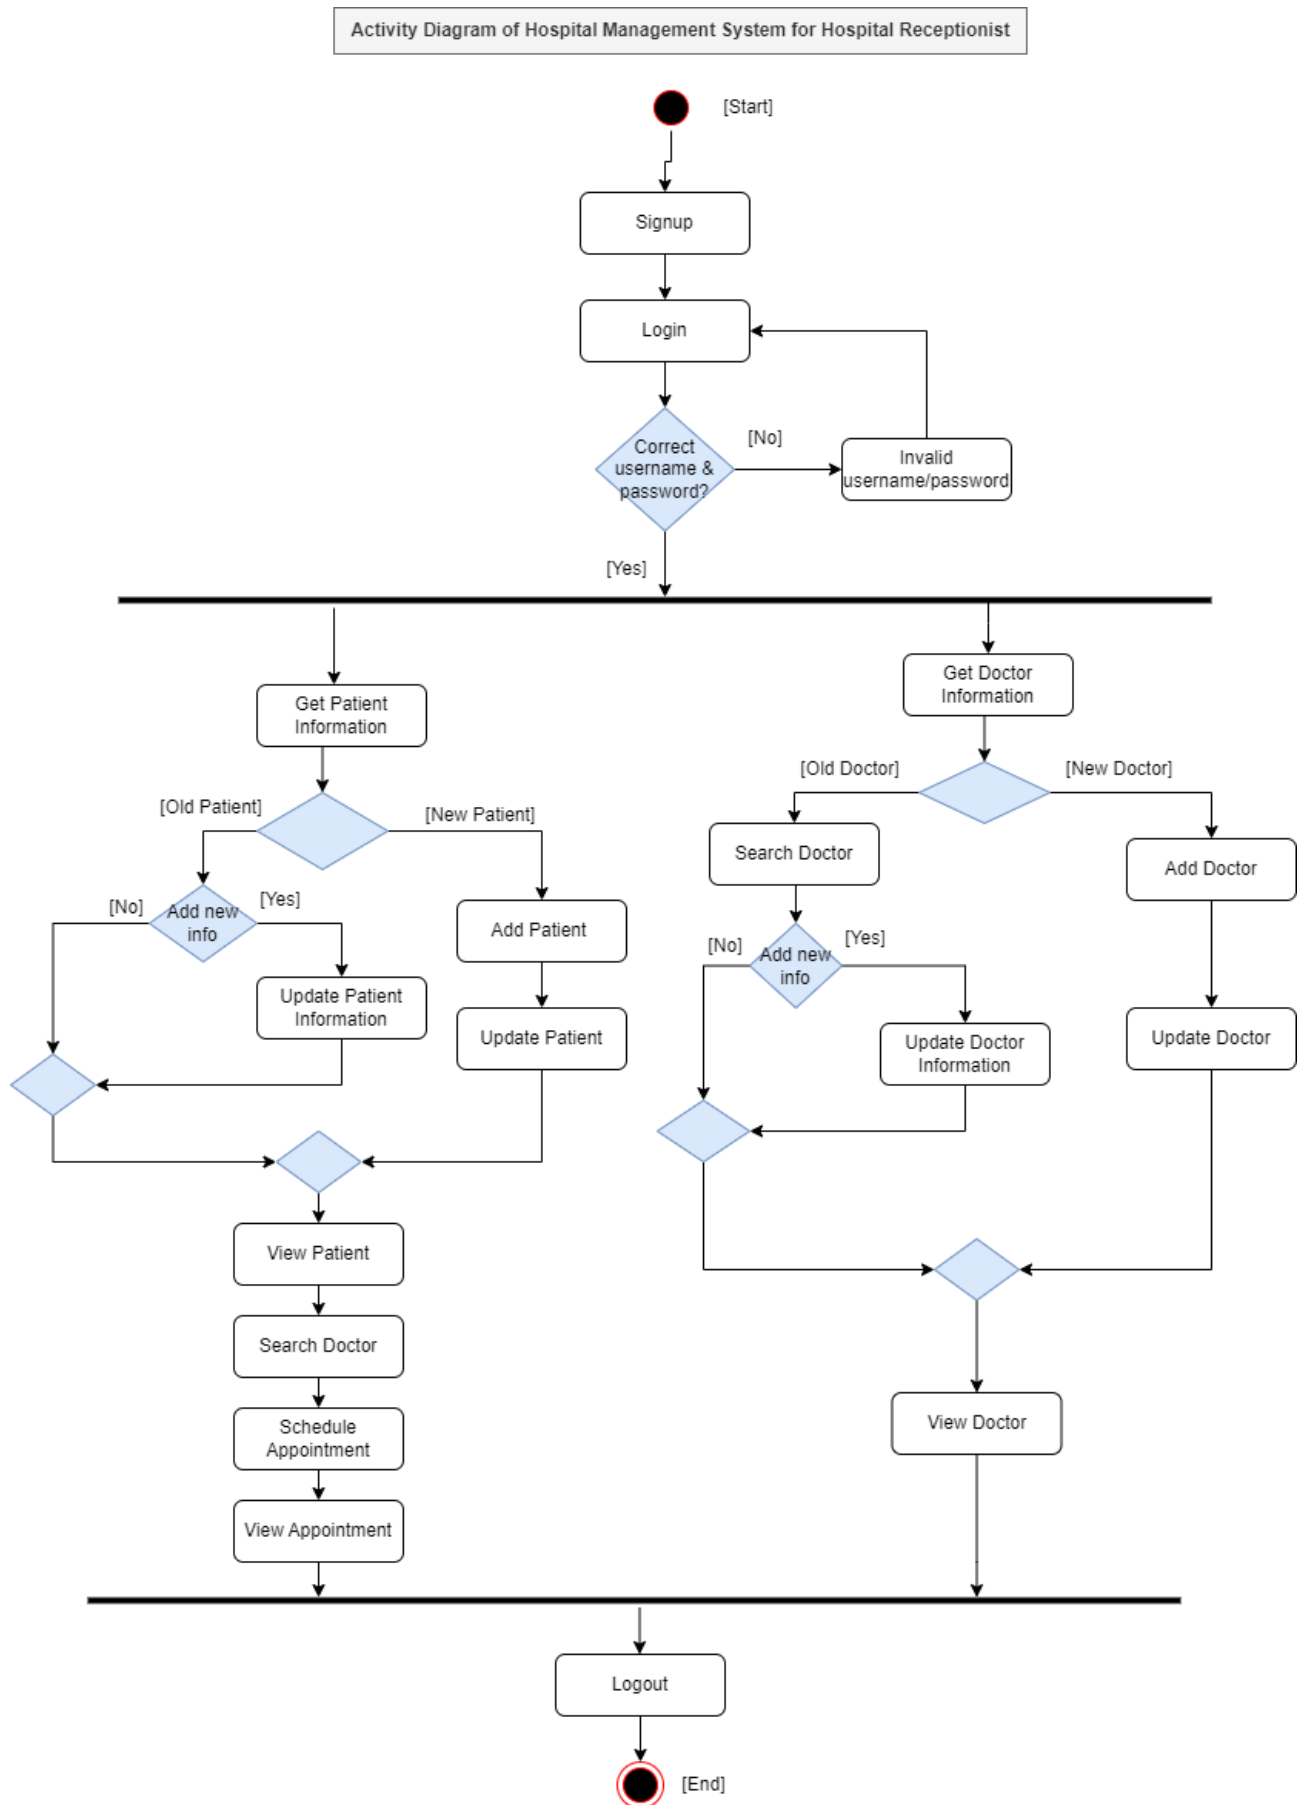 Activity Diagram of Hospital Management System for Hospital Receptionist
[Start]
Signup
Login
Correct
username &
password?
[No]
Invalid
username/password
[Yes]
Get Patient
Information
[Old Patient]
[New Patient]
[No]
Add new
info
[Yes]
Add Patient
Update Patient
Information
Update Patient
View Patient
Search Doctor
Schedule
Appointment
View Appointment
Get Doctor
Information
[Old Doctor]
[New Doctor]
Search Doctor
Add Doctor
[No]
Add new
info
[Yes]
Update Doctor
Information
Update Doctor
View Doctor
Logout
[End]